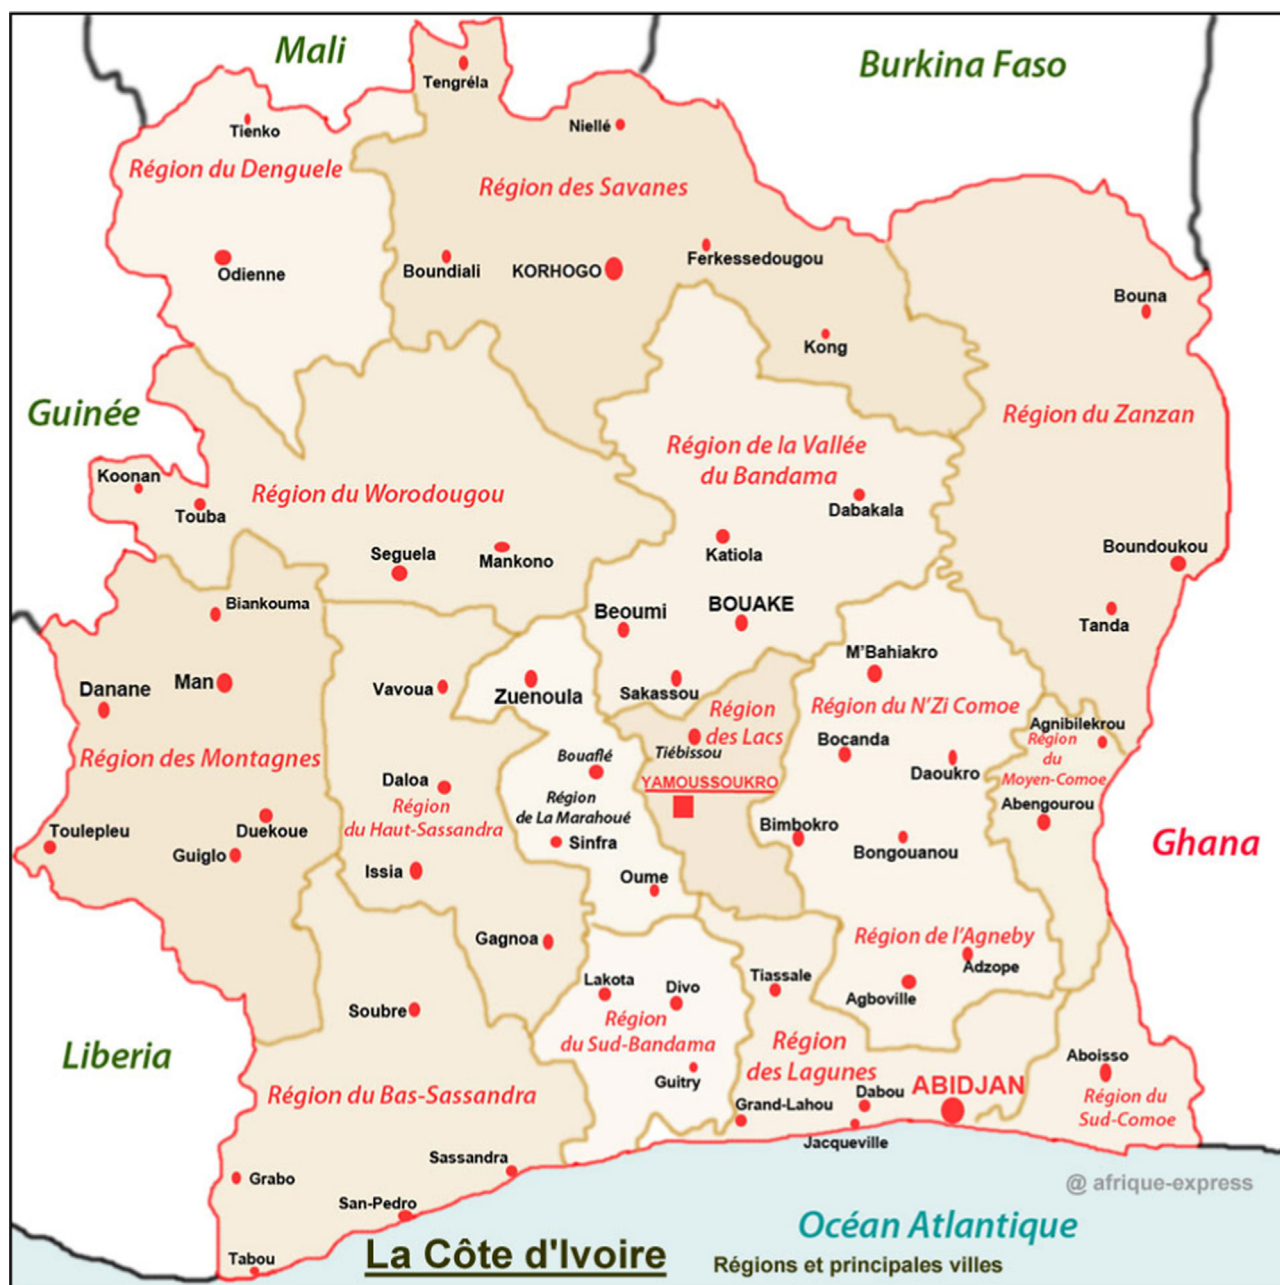 Mali
Burkina Faso
Tengréla
Niellé
Tienko
Région du Denguele
Région des Savanes
Odienne
Boundiali
KORHOGO
Ferkessedougou
Bouna
Kong
Guinée
Région du Zanzan
Région de la Vallée
du Bandama
Koonan
Touba
Région du Worodougou
Dabakala
Seguela
Mankono
Katiola
Boundoukou
Biankouma
Beoumi
BOUAKE
Tanda
M'Bahiakro
Danane
Man
Vavoua
Zuenoula
Sakassou
Région
des Lacs
Région du N'Zi Comoe
Agnibilekrou
Région
du
Moyen-Comoe
Tiébissou
Bocanda
Daoukro
Région des Montagnes
Bouaflé
Daloa
YAMOUSSOUKRO
Région
du Haut-Sassandra
Région
de La Marahoué
Abengourou
Toulepleu
Duekoue
Guiglo
Sinfra
Bimbokro
Bongouanou
Ghana
Issia
Oume
Gagnoa
Région de l'Agneby
Adzope
Lakota
Divo
Tiassale
Agboville
Soubre
Région
du Sud-Bandama
Région
des Lagunes
Liberia
Aboisso
Guitry
Région du Bas-Sassandra
Grand-Lahou
Dabou
ABIDJAN
Région du
Sud-Comoe
Jacqueville
Sassandra
Grabo
San-Pedro
@ afrique-express
Océan Atlantique
Tabou
La Côte d'Ivoire
Régions et principales villes